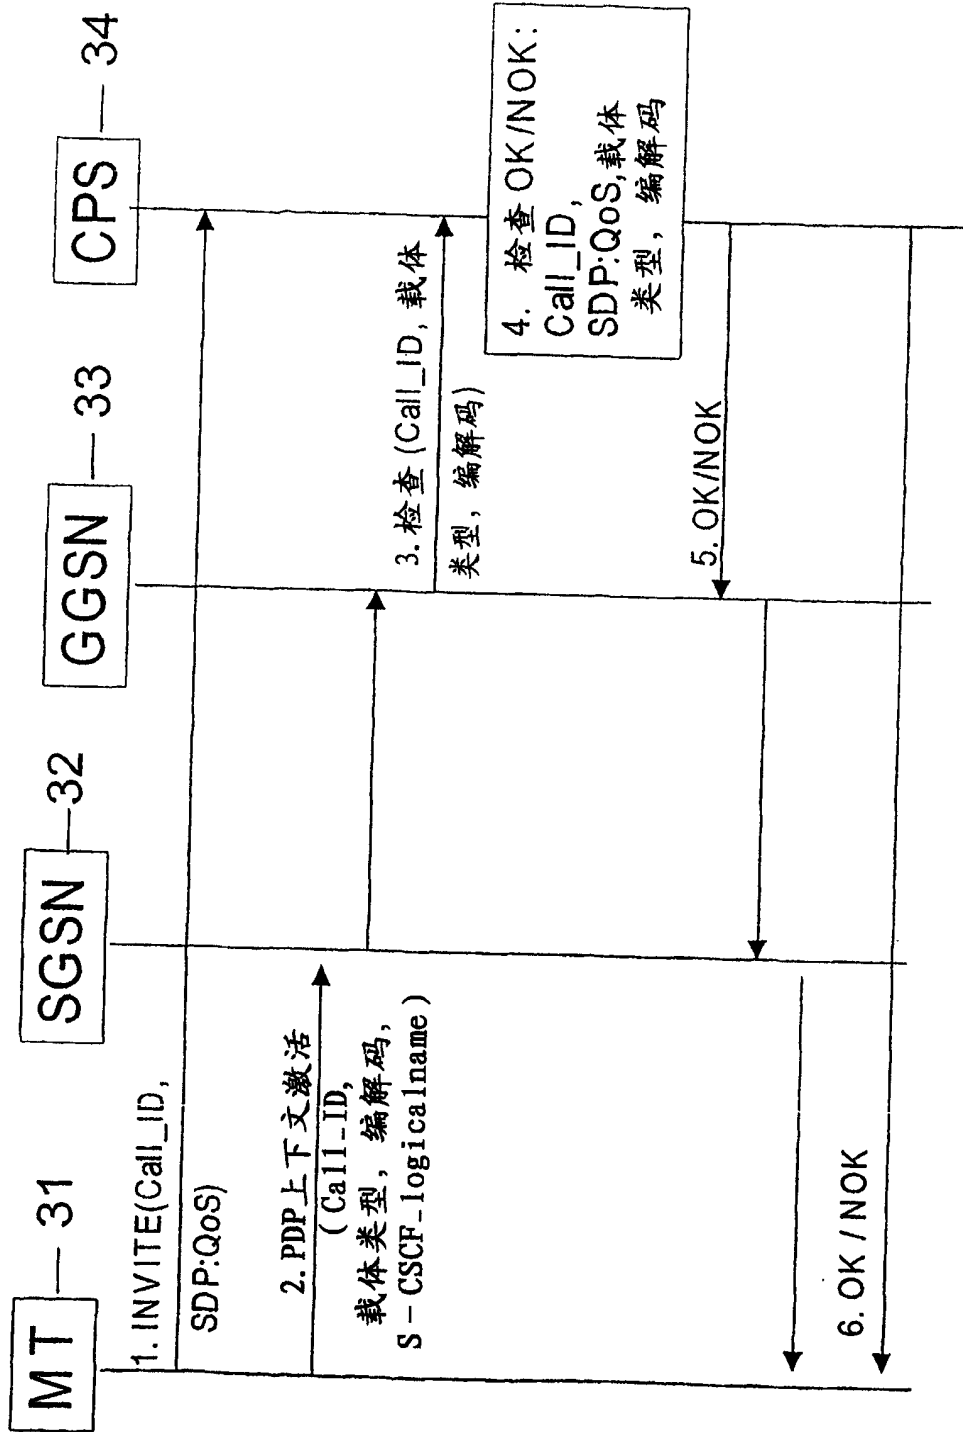 MT
31
SGSN
32
GGSN
33
CPS
34
1. INVITE(Call_ID,
SDP:QoS)
2.PDP上下文激活
(Call_ID,
载体类型, 编解码,
S-CSCF_logicalname)
3.检查(Call_ID, 载体
类型, 编解码)
4. 检查OK/NOK:
Call_ID,
SDP:QoS,载体
类型, 编解码
5. OK/NOK
6. OK / NOK